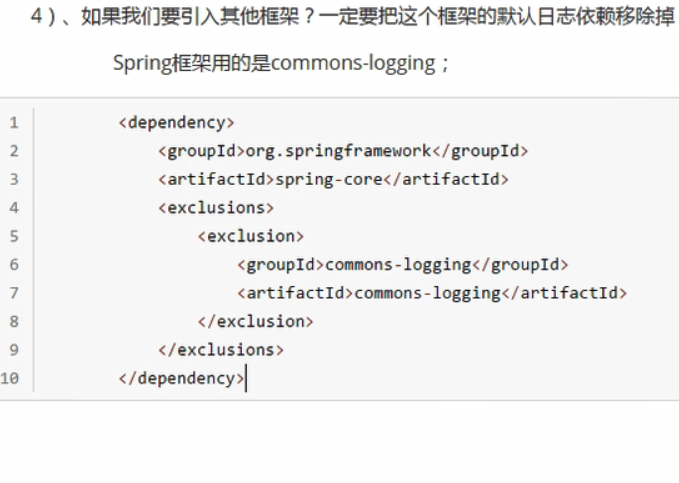 4）、如果我们要引入其他框架？一定要把这个框架的默认日志依赖移除掉
Spring框架用的是commons-logging；
1 <dependency>
2 <groupId>org.springframework</groupId>
3 <artifactId>spring-core</artifactId>
4 <exclusions>
5 <exclusion>
6 <groupId>commons-logging</groupId>
7 <artifactId>commons-logging</artifactId>
8 </exclusion>
9 </exclusions>
10 </dependency>